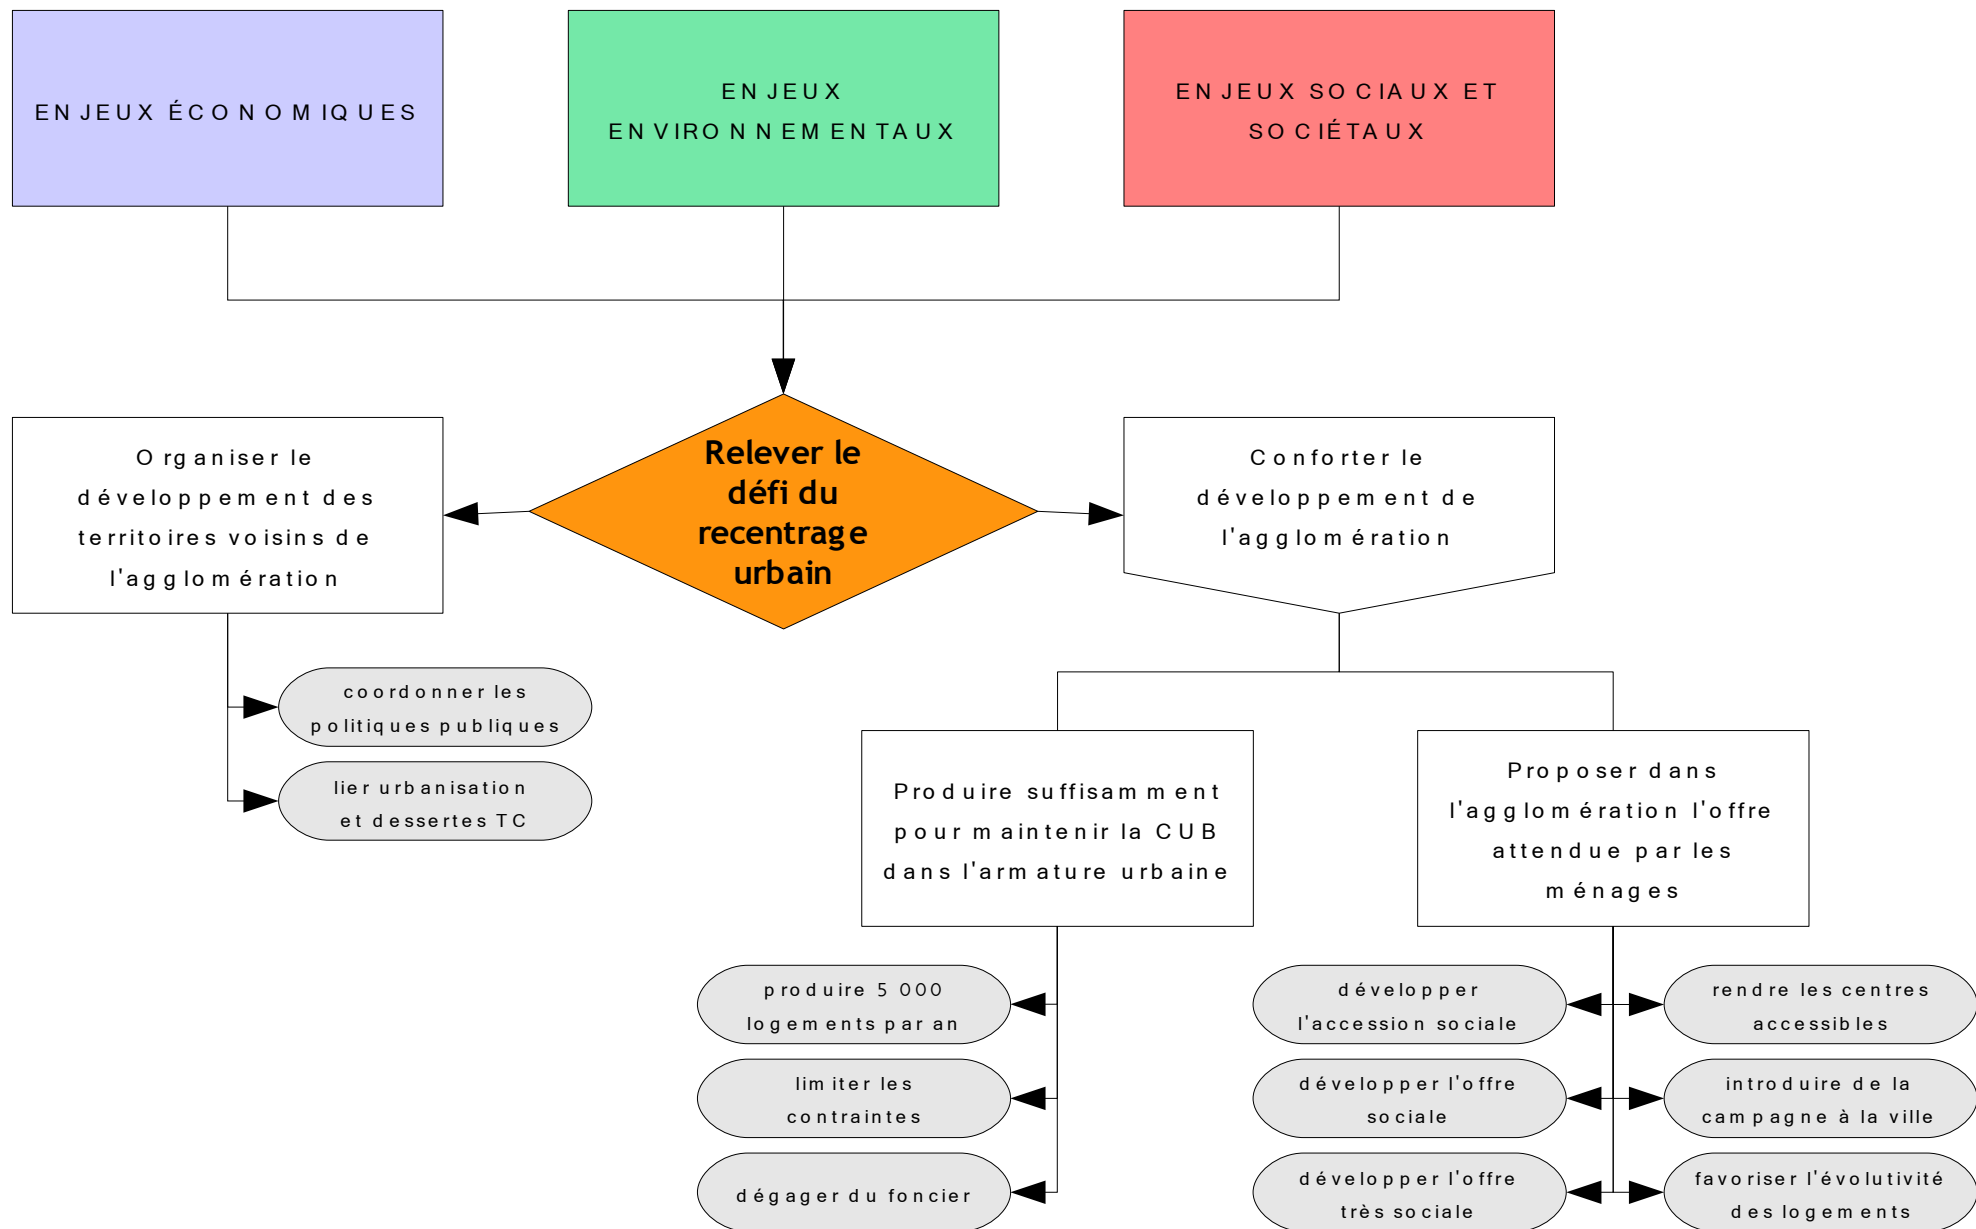 ENJEUX ÉCONOMIQUES
ENJEUX
ENVIRONNEMENTAUX
ENJEUX SOCIAUX ET
SOCIÉTAUX
Organiser le
développement des
territoires voisins de
l'agglomération
Relever le
défi du
recentrage
urbain
Conforter le
développement de
l'agglomération
coordonner les
politiques publiques
lier urbanisation
et dessertes TC
Produire suffisamment
pour maintenir la CUB
dans l'armature urbaine
Proposer dans
l'agglomération l'offre
attendue par les
ménages
produire 5 000
logements par an
limiter les
contraintes
dégager du foncier
développer
l'accession sociale
développer l'offre
sociale
développer l'offre
très sociale
rendre les centres
accessibles
introduire de la
campagne à la ville
favoriser l'évolutivité
des logements